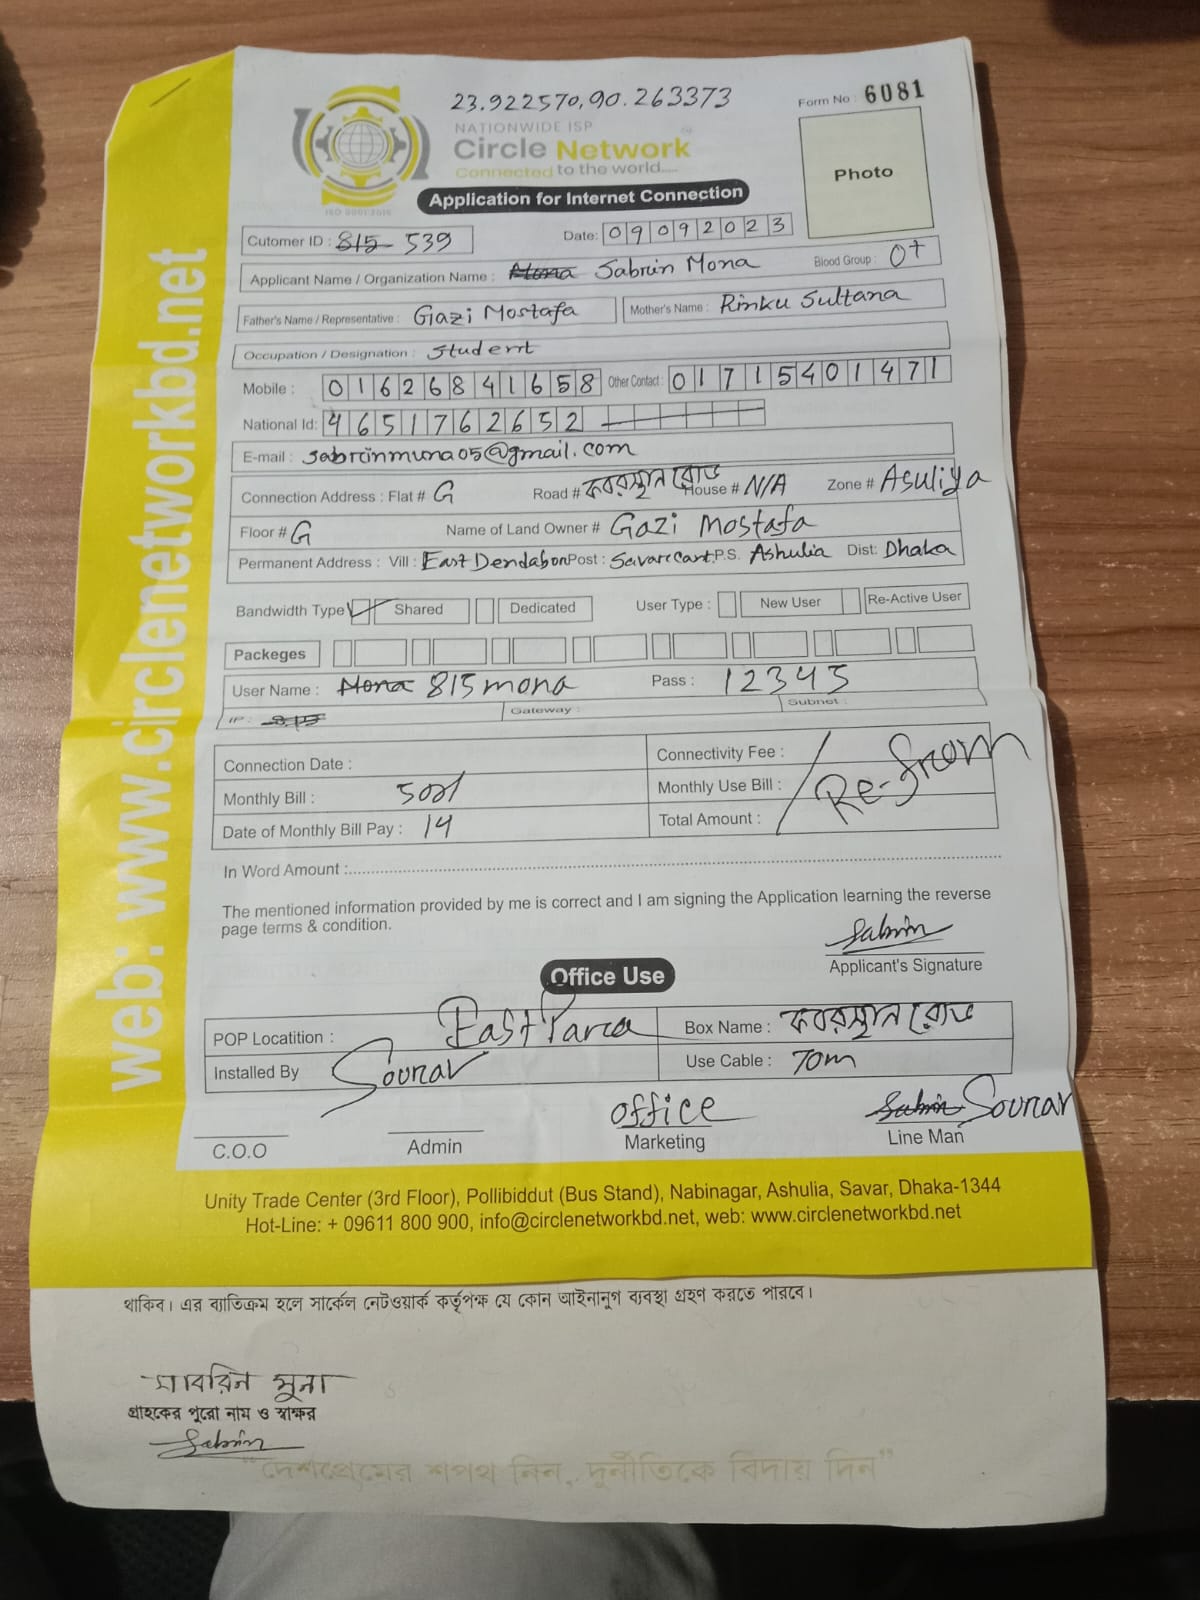 23.922570,90.263373
Form No : 6081
NATIONWIDE ISP
Circle Network
Connected to the world.....
ISO 9001:2015
Photo
Application for Internet Connection
Cutomer ID : 815 539
Date: 09092023
Applicant Name / Organization Name : Mona Sabrin Mona
Blood Group : O+
Father's Name / Representative : Gazi Mostafa
Mother's Name : Rinku Sultana
Occupation / Designation : Student
Mobile : 01626841658 Other Contact : 01715401471
National Id: 4651762652
E-mail : sabrinmuna05@gmail.com
Connection Address : Flat # G Road # কবরস্থান রোড House # N/A Zone # Asuliya
Floor # G Name of Land Owner # Gazi Mostafa
Permanent Address : Vill : East Dendabon Post : Savarcant. P.S. Ashulia Dist: Dhaka
Bandwidth Type Shared Dedicated User Type : New User Re-Active User
Packeges
User Name : Mona 815mona Pass : 12345
IP : 815 Gateway : Subnet :
Connection Date : Connectivity Fee :
Monthly Bill : 500/ Monthly Use Bill :
Re-from
Date of Monthly Bill Pay : 14 Total Amount :
In Word Amount :
The mentioned information provided by me is correct and I am signing the Application learning the reverse
page terms & condition.
Sabrin
Applicant's Signature
Office Use
POP Locatition : East Parca Box Name : কবরস্থান রোড
Installed By Sourav Use Cable : 70m
office Sabrin Sourav
C.O.O Admin Marketing Line Man
Unity Trade Center (3rd Floor), Pollibiddut (Bus Stand), Nabinagar, Ashulia, Savar, Dhaka-1344
Hot-Line: + 09611 800 900, info@circlenetworkbd.net, web: www.circlenetworkbd.net
web: www.circlenetworkbd.net
থাকিব। এর ব্যতিক্রম হলে সার্কেল নেটওয়ার্ক কর্তৃপক্ষ যে কোন আইনানুগ ব্যবস্থা গ্রহণ করতে পারবে।
সাবরিন মুনা
গ্রাহকের পুরো নাম ও স্বাক্ষর
Sabrin
“দেশপ্রেমের শপথ নিন, দুর্নীতিকে বিদায় দিন”